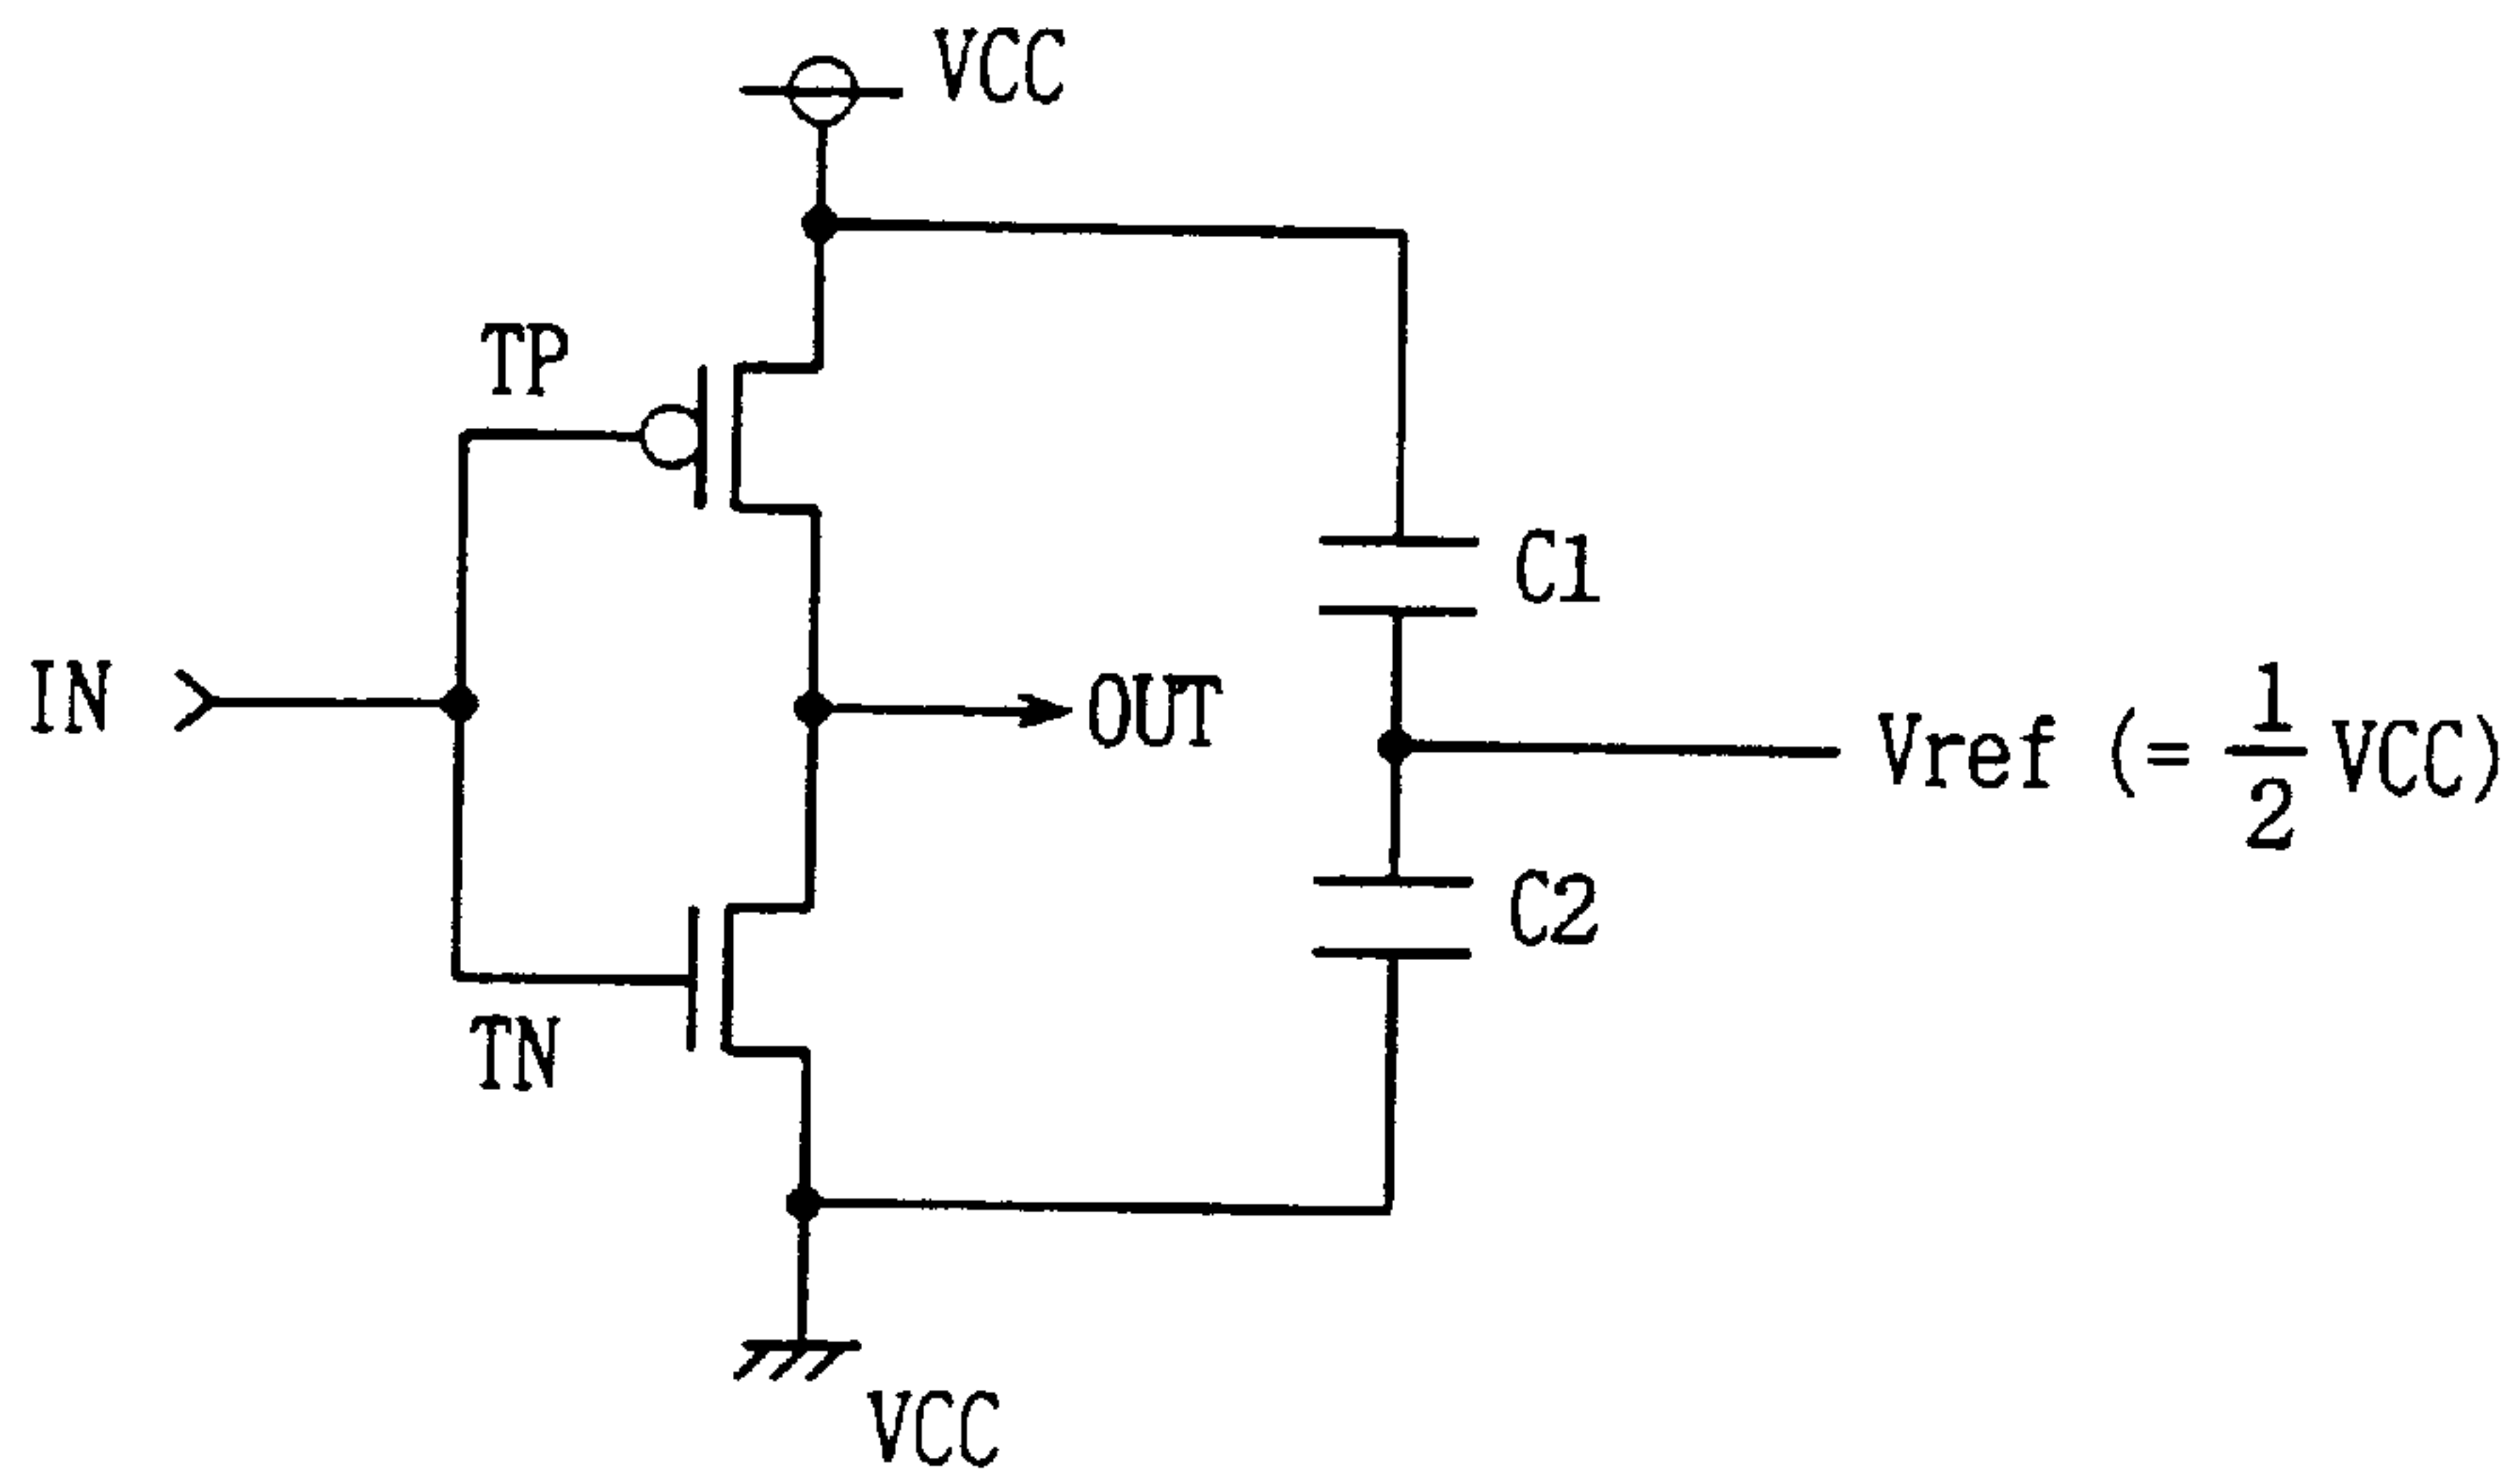 VCC
TP
C1
IN
OUT
Vref (= 1/2 VCC)
C2
TN
VCC